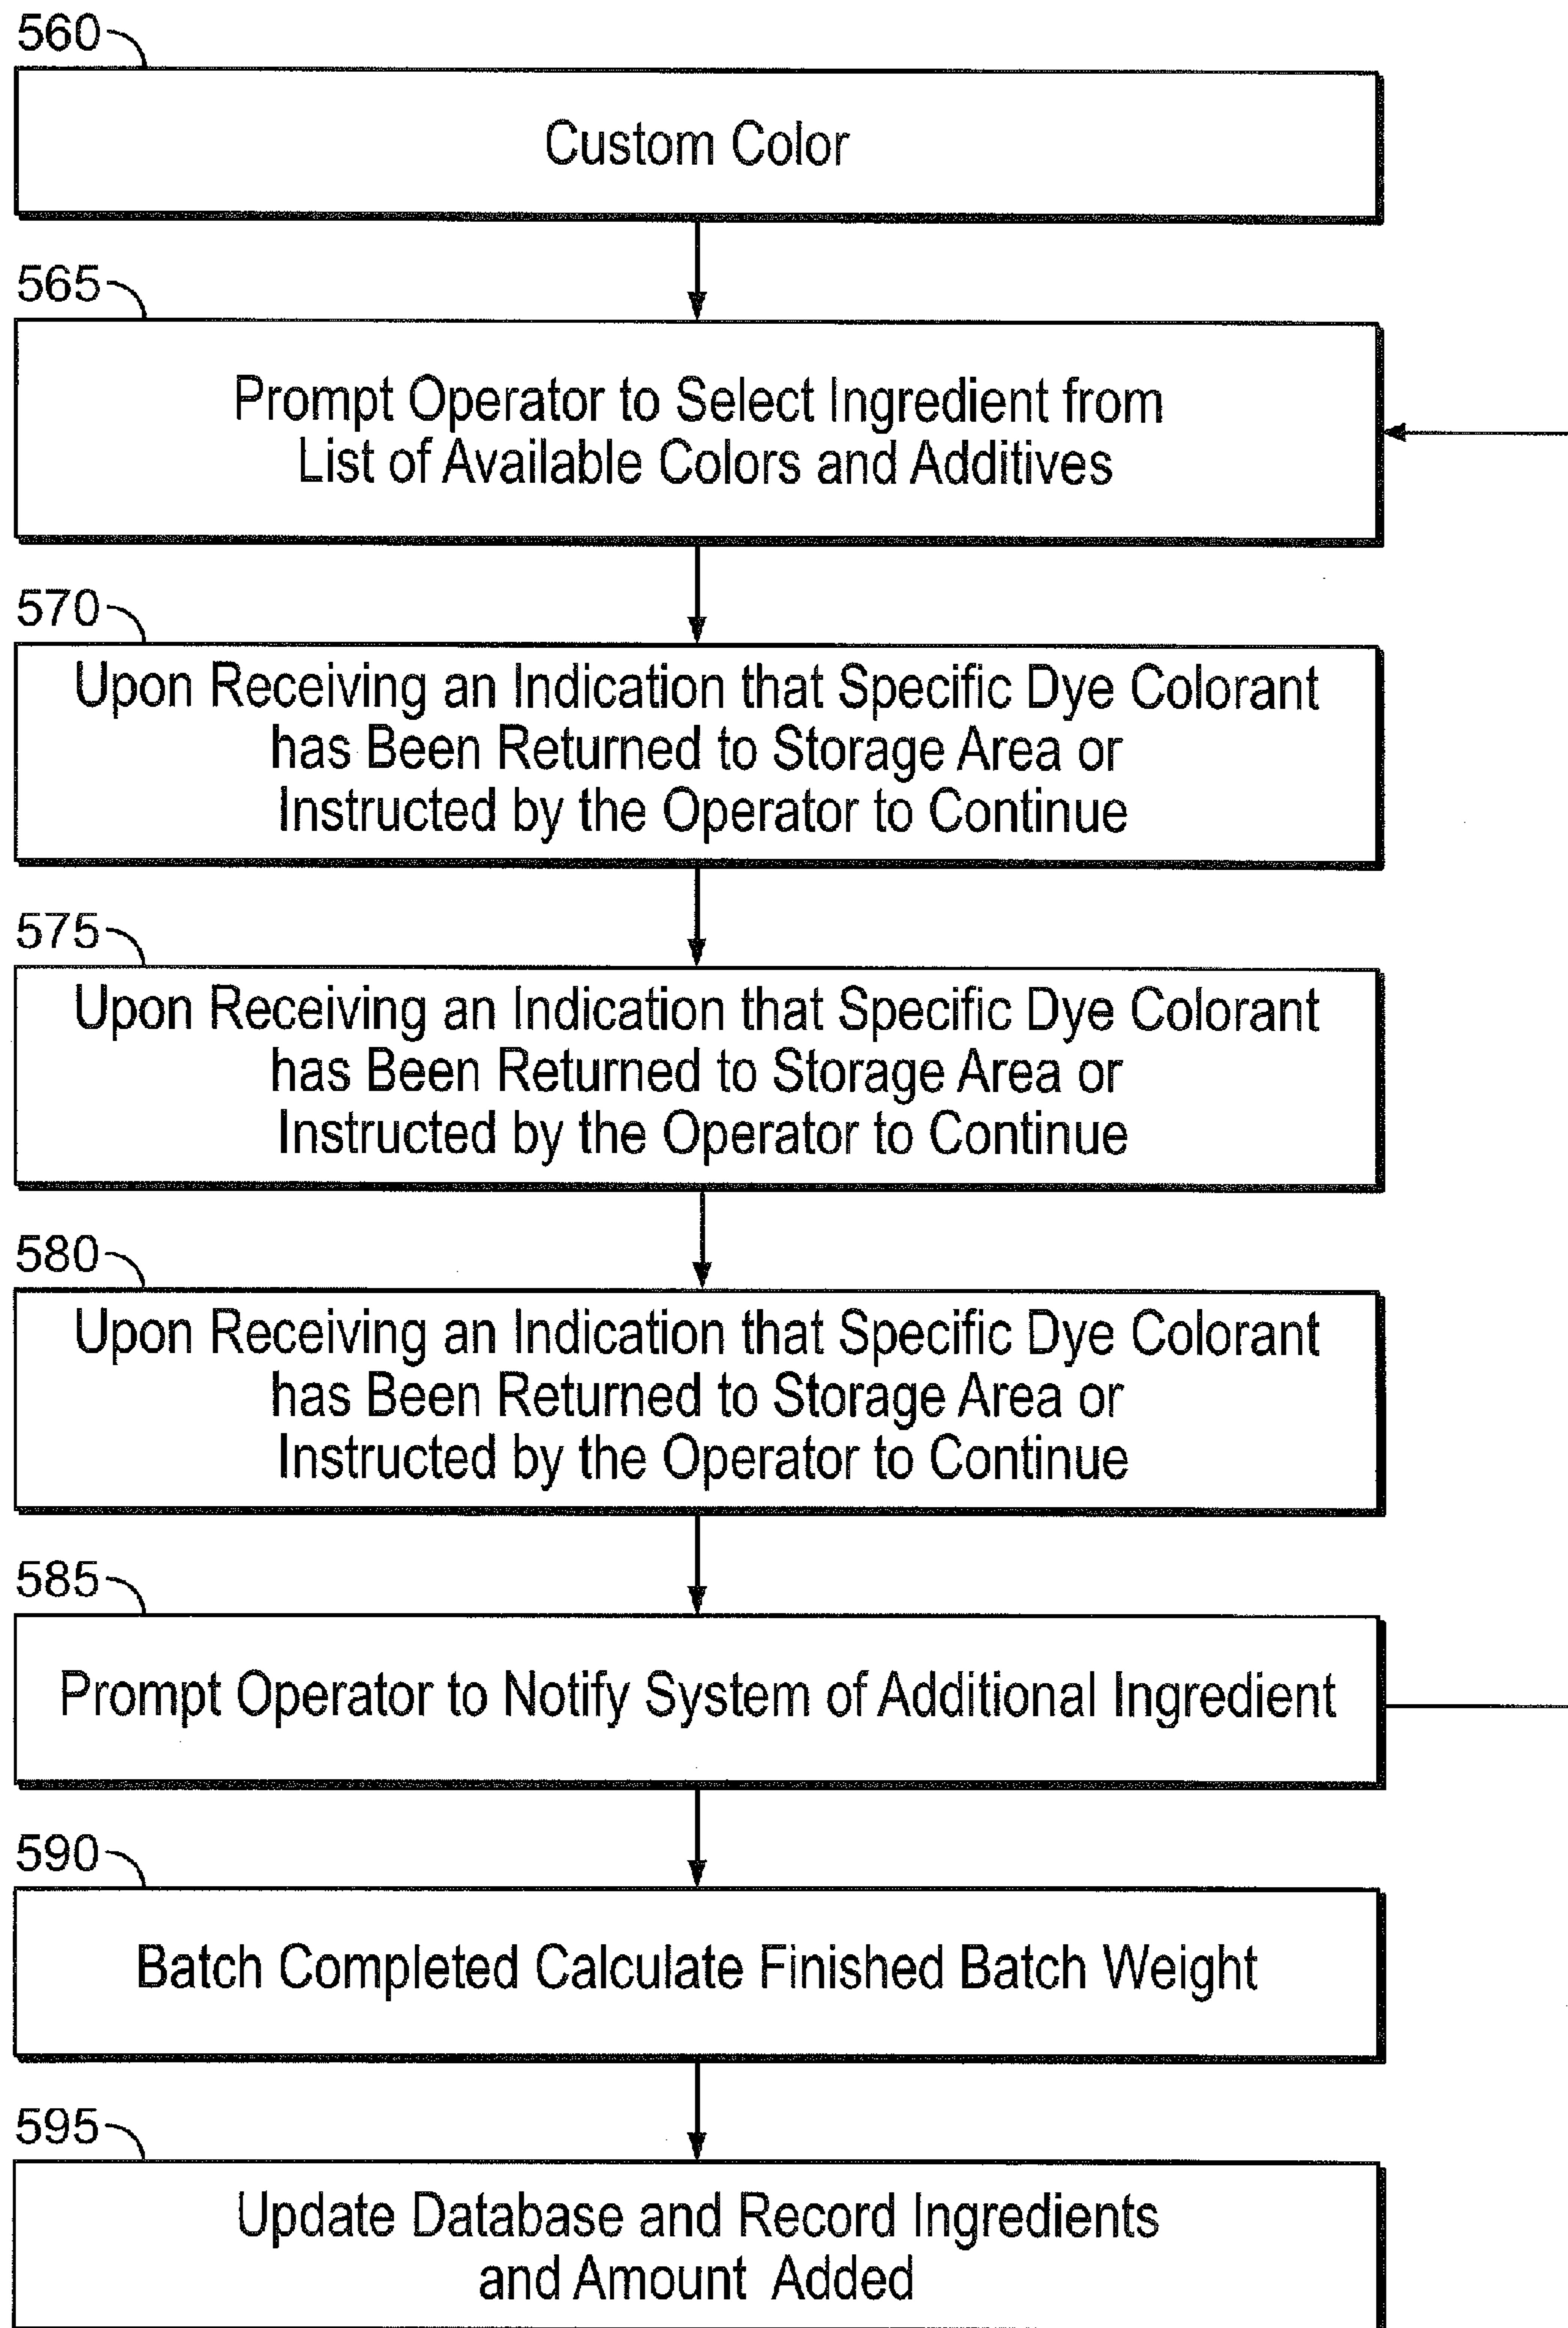 560
Custom Color
565
Prompt Operator to Select Ingredient from
List of Available Colors and Additives
570
Upon Receiving an Indication that Specific Dye Colorant
has Been Returned to Storage Area or
Instructed by the Operator to Continue
575
Upon Receiving an Indication that Specific Dye Colorant
has Been Returned to Storage Area or
Instructed by the Operator to Continue
580
Upon Receiving an Indication that Specific Dye Colorant
has Been Returned to Storage Area or
Instructed by the Operator to Continue
585
Prompt Operator to Notify System of Additional Ingredient
590
Batch Completed Calculate Finished Batch Weight
595
Update Database and Record Ingredients
and Amount Added